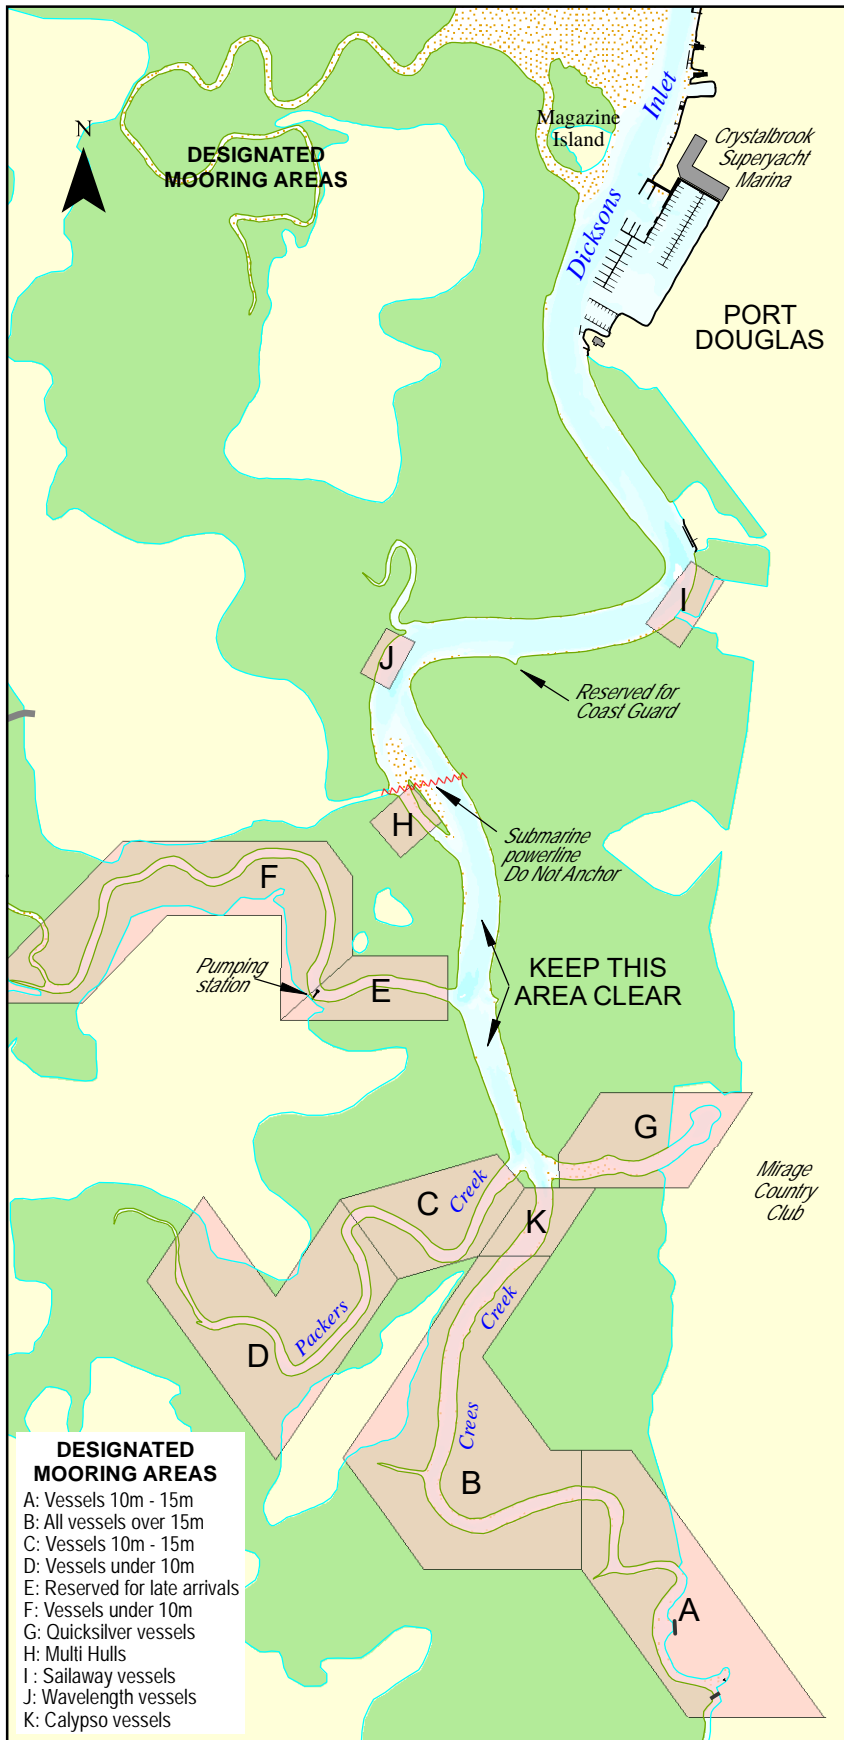 N
DESIGNATED
MOORING AREAS
Magazine
Island
Inlet
Dicksons
Crystalbrook
Superyacht
Marina
PORT
DOUGLAS
I
J
Reserved for
Coast Guard
H
Submarine
powerline
Do Not Anchor
F
Pumping
station
E
KEEP THIS
AREA CLEAR
G
Mirage
Country
Club
C
Creek
K
Packers
D
Creek
Crees
B
A
DESIGNATED
MOORING AREAS
A: Vessels 10m - 15m
B: All vessels over 15m
C: Vessels 10m - 15m
D: Vessels under 10m
E: Reserved for late arrivals
F: Vessels under 10m
G: Quicksilver vessels
H: Multi Hulls
I : Sailaway vessels
J: Wavelength vessels
K: Calypso vessels